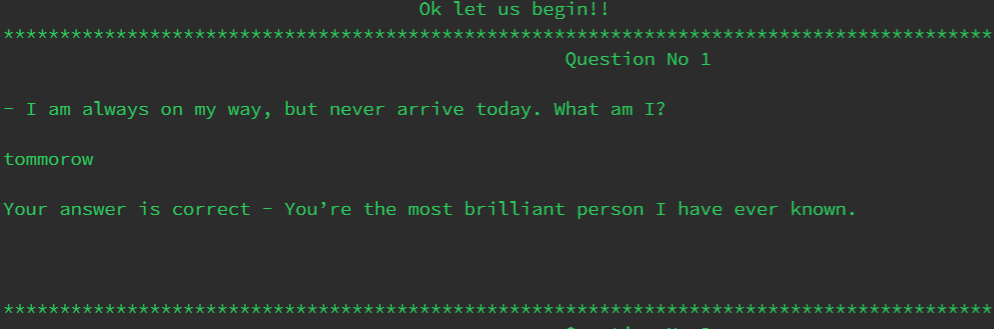 Ok let us begin!!
****************************************************************************************
Question No 1
- I am always on my way, but never arrive today. What am I?
tommorow
Your answer is correct - You’re the most brilliant person I have ever known.
****************************************************************************************